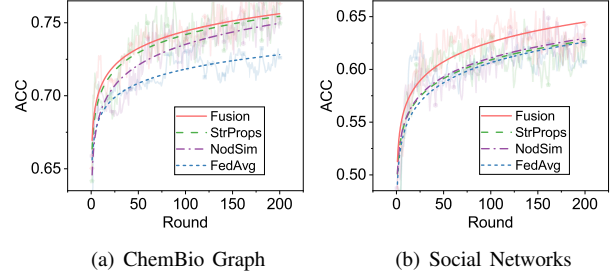 0.75
0.70
0.65
ACC
Fusion
StrProps
NodSim
FedAvg
0 50 100 150 200
Round
(a) ChemBio Graph
0.65
0.60
0.55
0.50
ACC
Fusion
StrProps
NodSim
FedAvg
0 50 100 150 200
Round
(b) Social Networks